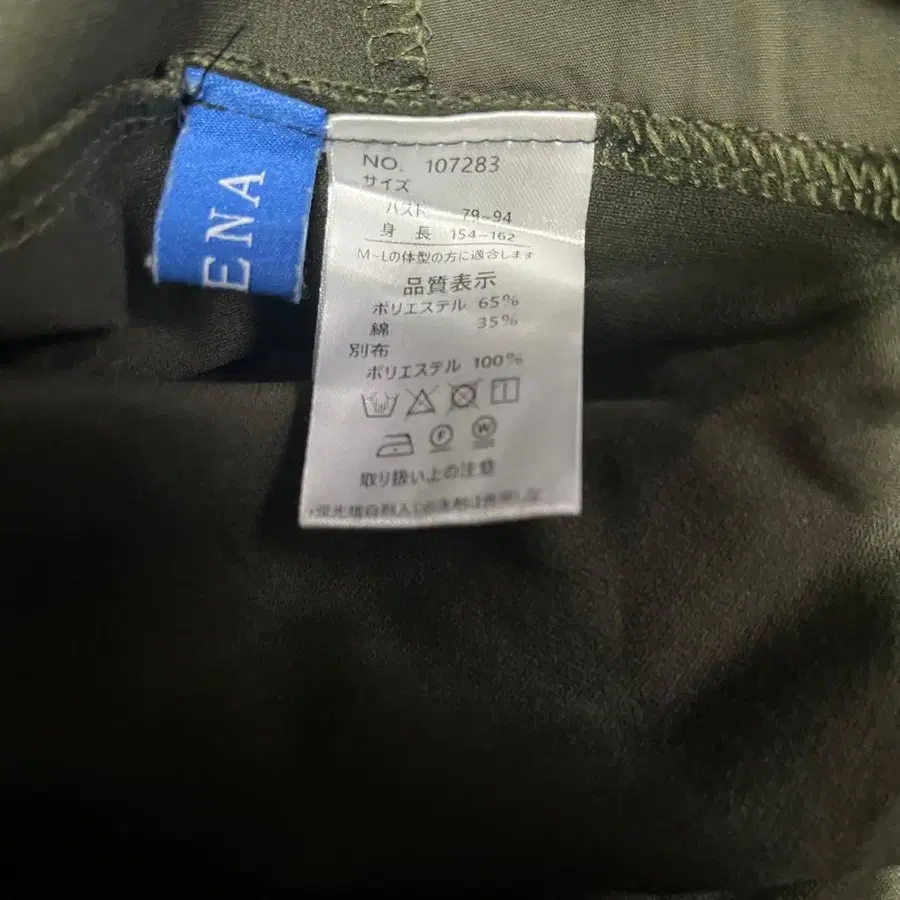 ENA
NO. 107283
サイズ
バスト 79~94
身 長 154~162
M~Lの体型の方に適合します
品質表示
ポリエステル 65%
綿 35%
別布
ポリエステル 100%
F W
取り扱い上の注意